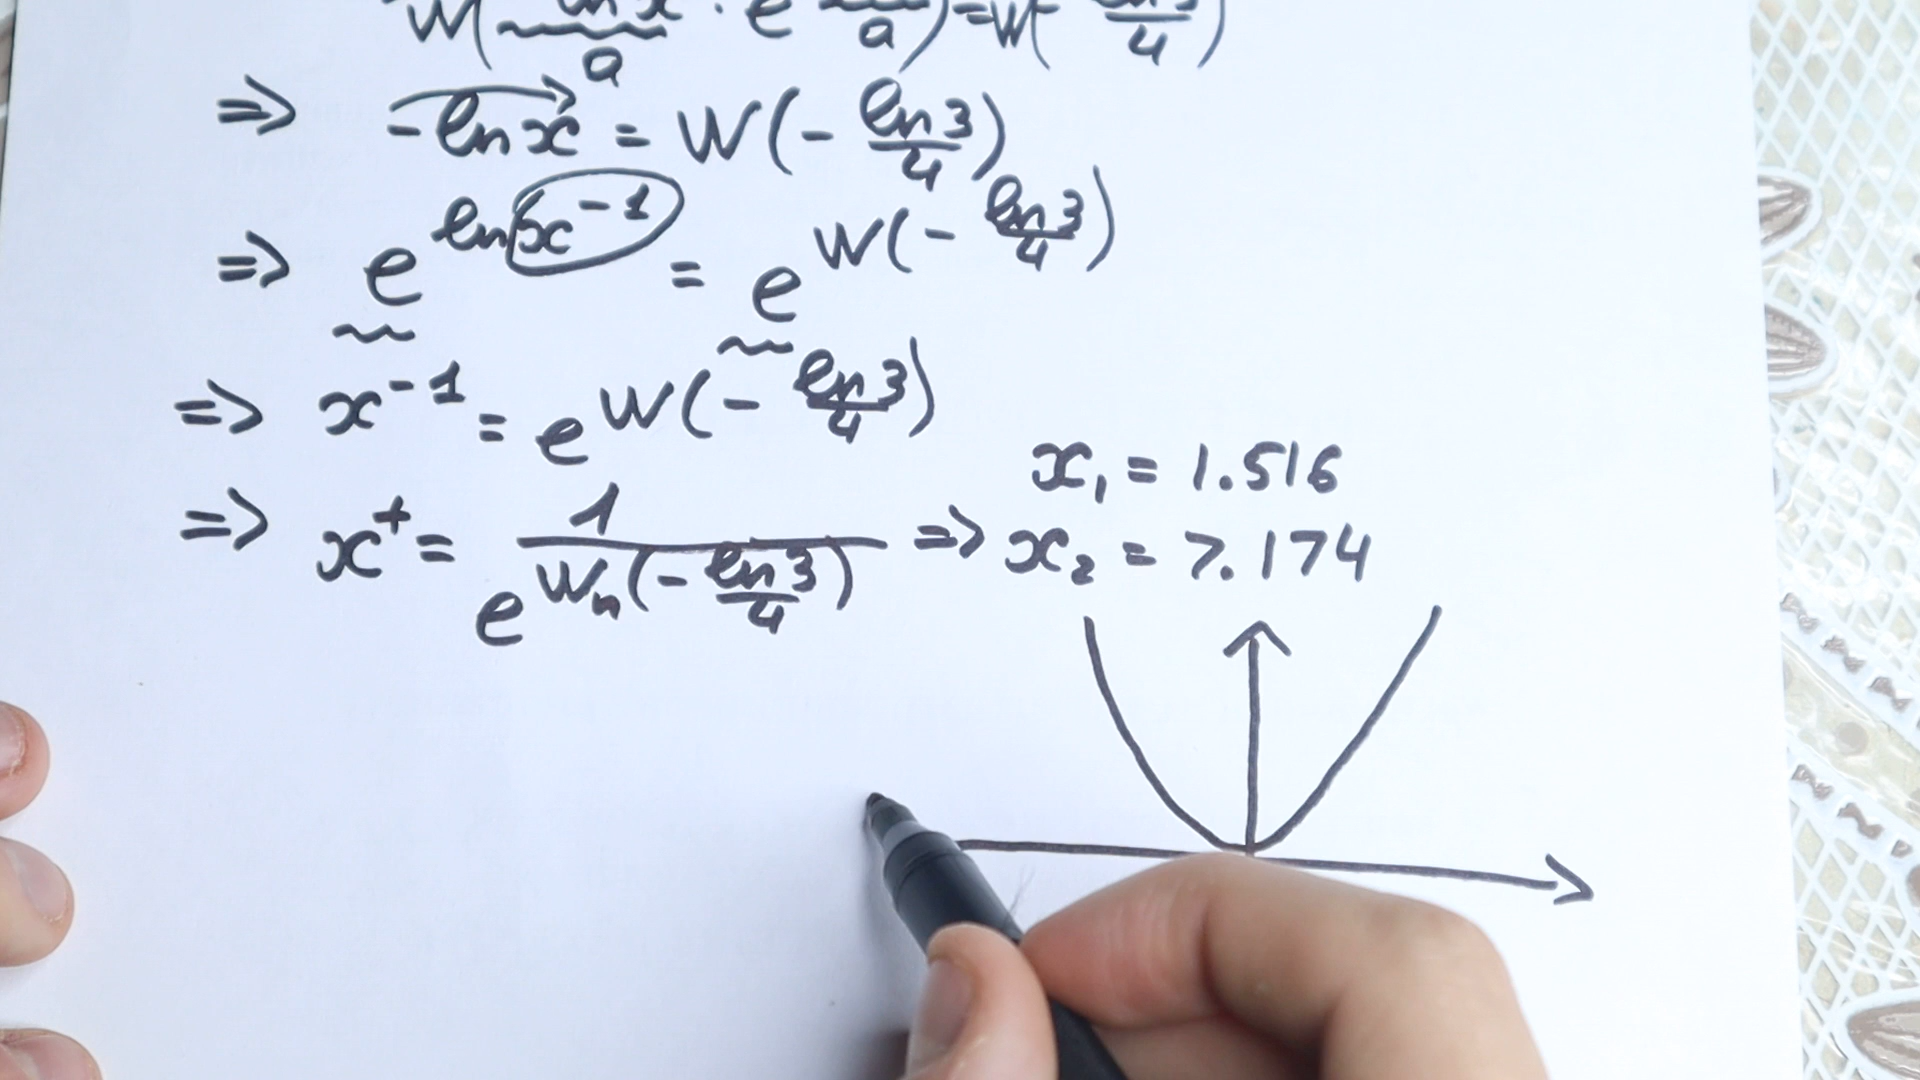 W( · e a) = W(- 4)
a
=> -ln x = W(- ln3/4)
=> e^ln x^-1 = e^W(- ln3/4)
=> x^-1 = e^W(- ln3/4)
=> x^+ = 1/e^Wn(- ln3/4) => x₁ = 1.516
x₂ = 7.174